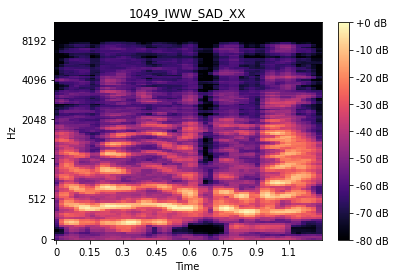 1049_IWW_SAD_XX
+0 dB
8192
-10 dB
4096
-20 dB
-30 dB
2048
Hz
-40 dB
1024
-50 dB
512
-60 dB
-70 dB
0
-80 dB
0 0.15 0.3 0.45 0.6 0.75 0.9 1.1
Time